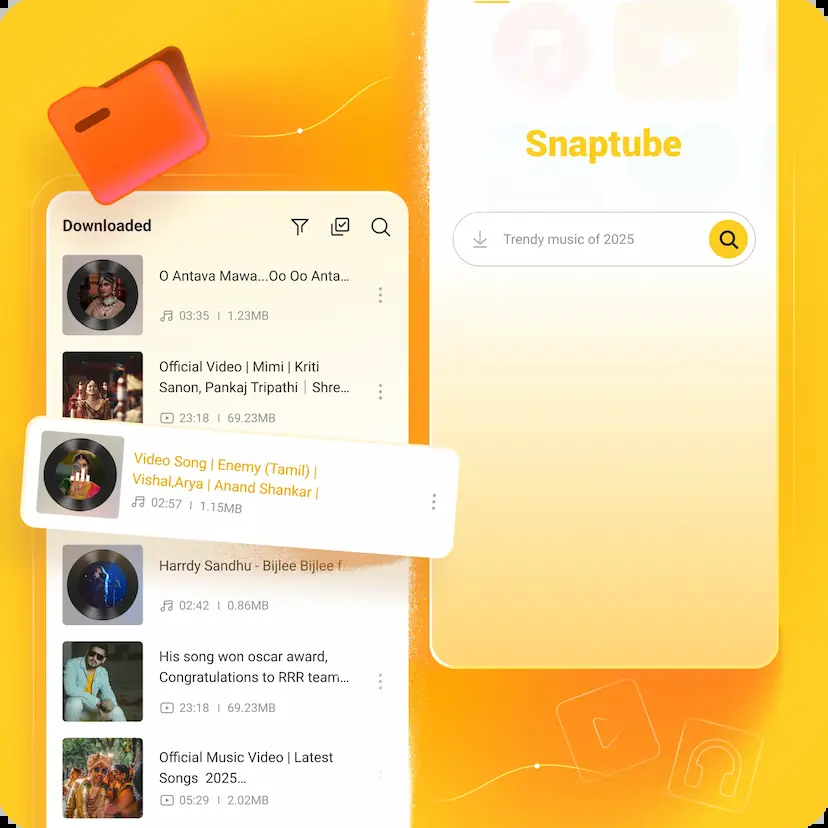 Snaptube
Trendy music of 2025
Downloaded
O Antava Mawa...Oo Oo Anta...
03:35 | 1.23MB
Official Video | Mimi | Kriti
Sanon, Pankaj Tripathi | Shre...
23:18 | 69.23MB
Video Song | Enemy (Tamil) |
Vishal,Arya | Anand Shankar |
02:57 | 1.15MB
Harrdy Sandhu - Bijlee Bijlee f...
02:42 | 0.86MB
His song won oscar award,
Congratulations to RRR team...
23:18 | 69.23MB
Official Music Video | Latest
Songs 2025...
05:29 | 2.02MB